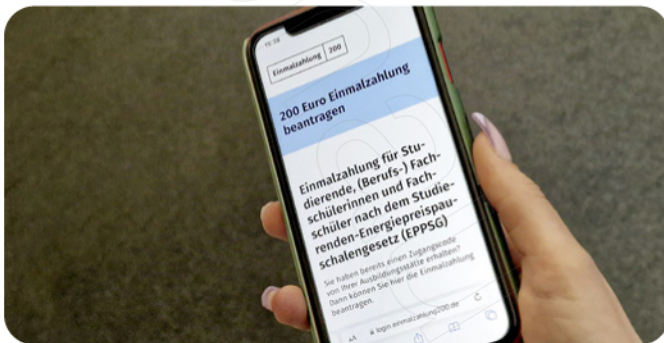 15:38
Einmalzahlung 200
200 Euro Einmalzahlung
beantragen
Einmalzahlung für Stu-
dierende, (Berufs-) Fach-
schülerinnen und Fach-
schüler nach dem Studie-
renden-Energiepreispau-
schalengesetz (EPPSG)
Sie haben bereits einen Zugangscode
von Ihrer Ausbildungsstätte erhalten?
Dann können Sie hier die Einmalzahlung
beantragen.
AA login.einmalzahlung200.de